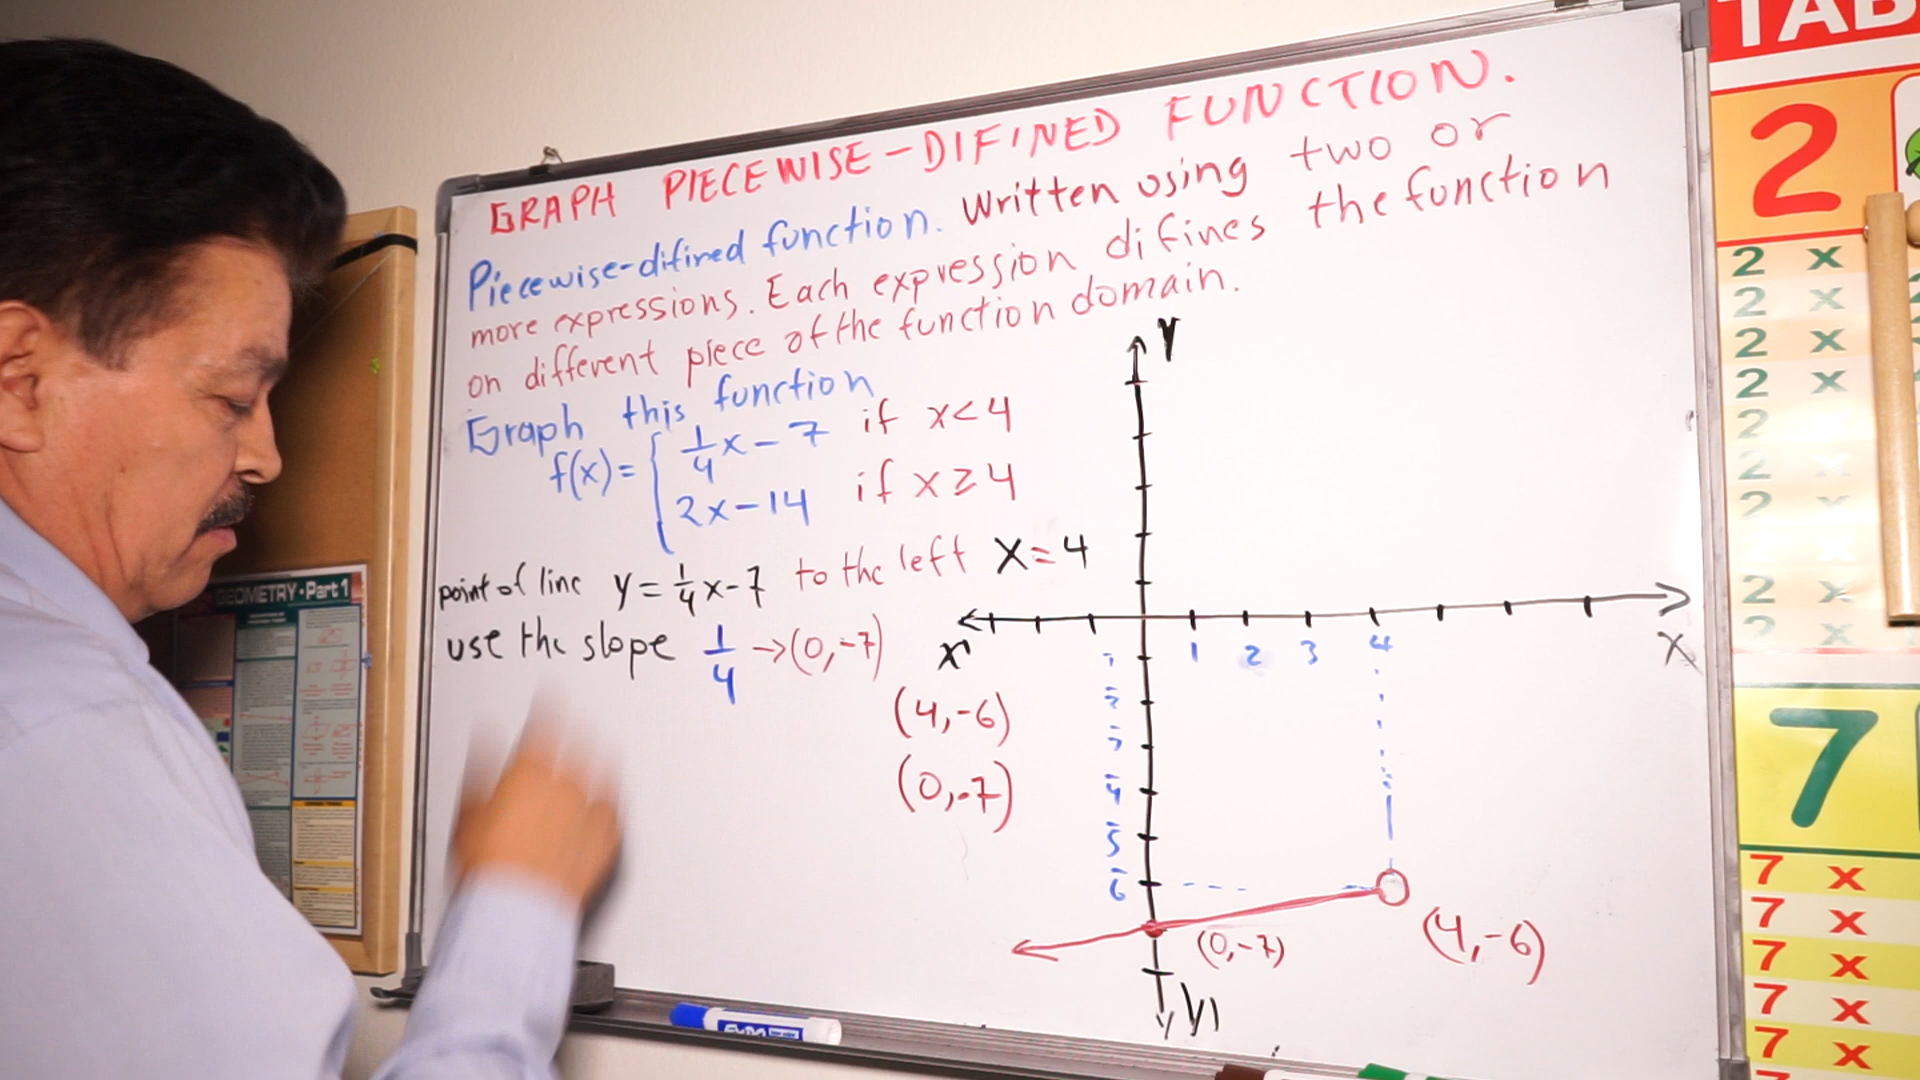 GRAPH PIECEWISE-DIFINED FUNCTION.
Piecewise-difined function. Written using two or
more expressions. Each expression difines the function
on different piece of the function domain.
Graph this function
f(x) = { 1/4 x - 7 if x < 4
2x - 14 if x ≥ 4
point of line y = 1/4 x - 7 to the left X = 4
use the slope 1/4 → (0, -7)
(4, -6)
(0, -7)
Y
X' X
1 2 3 4
4
5
6
(0, -7)
(4, -6)
Y'
GEOMETRY • Part 1
EXPO
TAB
2
2 x
2 x
2 x
2 x
2
2 x
2 x
2 x
2 x
7
7 x
7 x
7 x
7 x
7 x